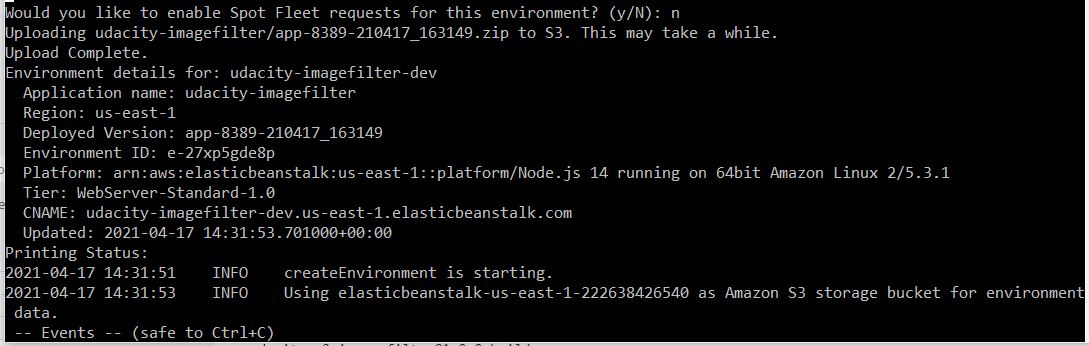 Would you like to enable Spot Fleet requests for this environment? (y/N): n
Uploading udacity-imagefilter/app-8389-210417_163149.zip to S3. This may take a while.
Upload Complete.
Environment details for: udacity-imagefilter-dev
  Application name: udacity-imagefilter
  Region: us-east-1
  Deployed Version: app-8389-210417_163149
  Environment ID: e-27xp5gde8p
  Platform: arn:aws:elasticbeanstalk:us-east-1::platform/Node.js 14 running on 64bit Amazon Linux 2/5.3.1
  Tier: WebServer-Standard-1.0
  CNAME: udacity-imagefilter-dev.us-east-1.elasticbeanstalk.com
  Updated: 2021-04-17 14:31:53.701000+00:00
Printing Status:
2021-04-17 14:31:51    INFO    createEnvironment is starting.
2021-04-17 14:31:53    INFO    Using elasticbeanstalk-us-east-1-222638426540 as Amazon S3 storage bucket for environment
 data.
 -- Events -- (safe to Ctrl+C)